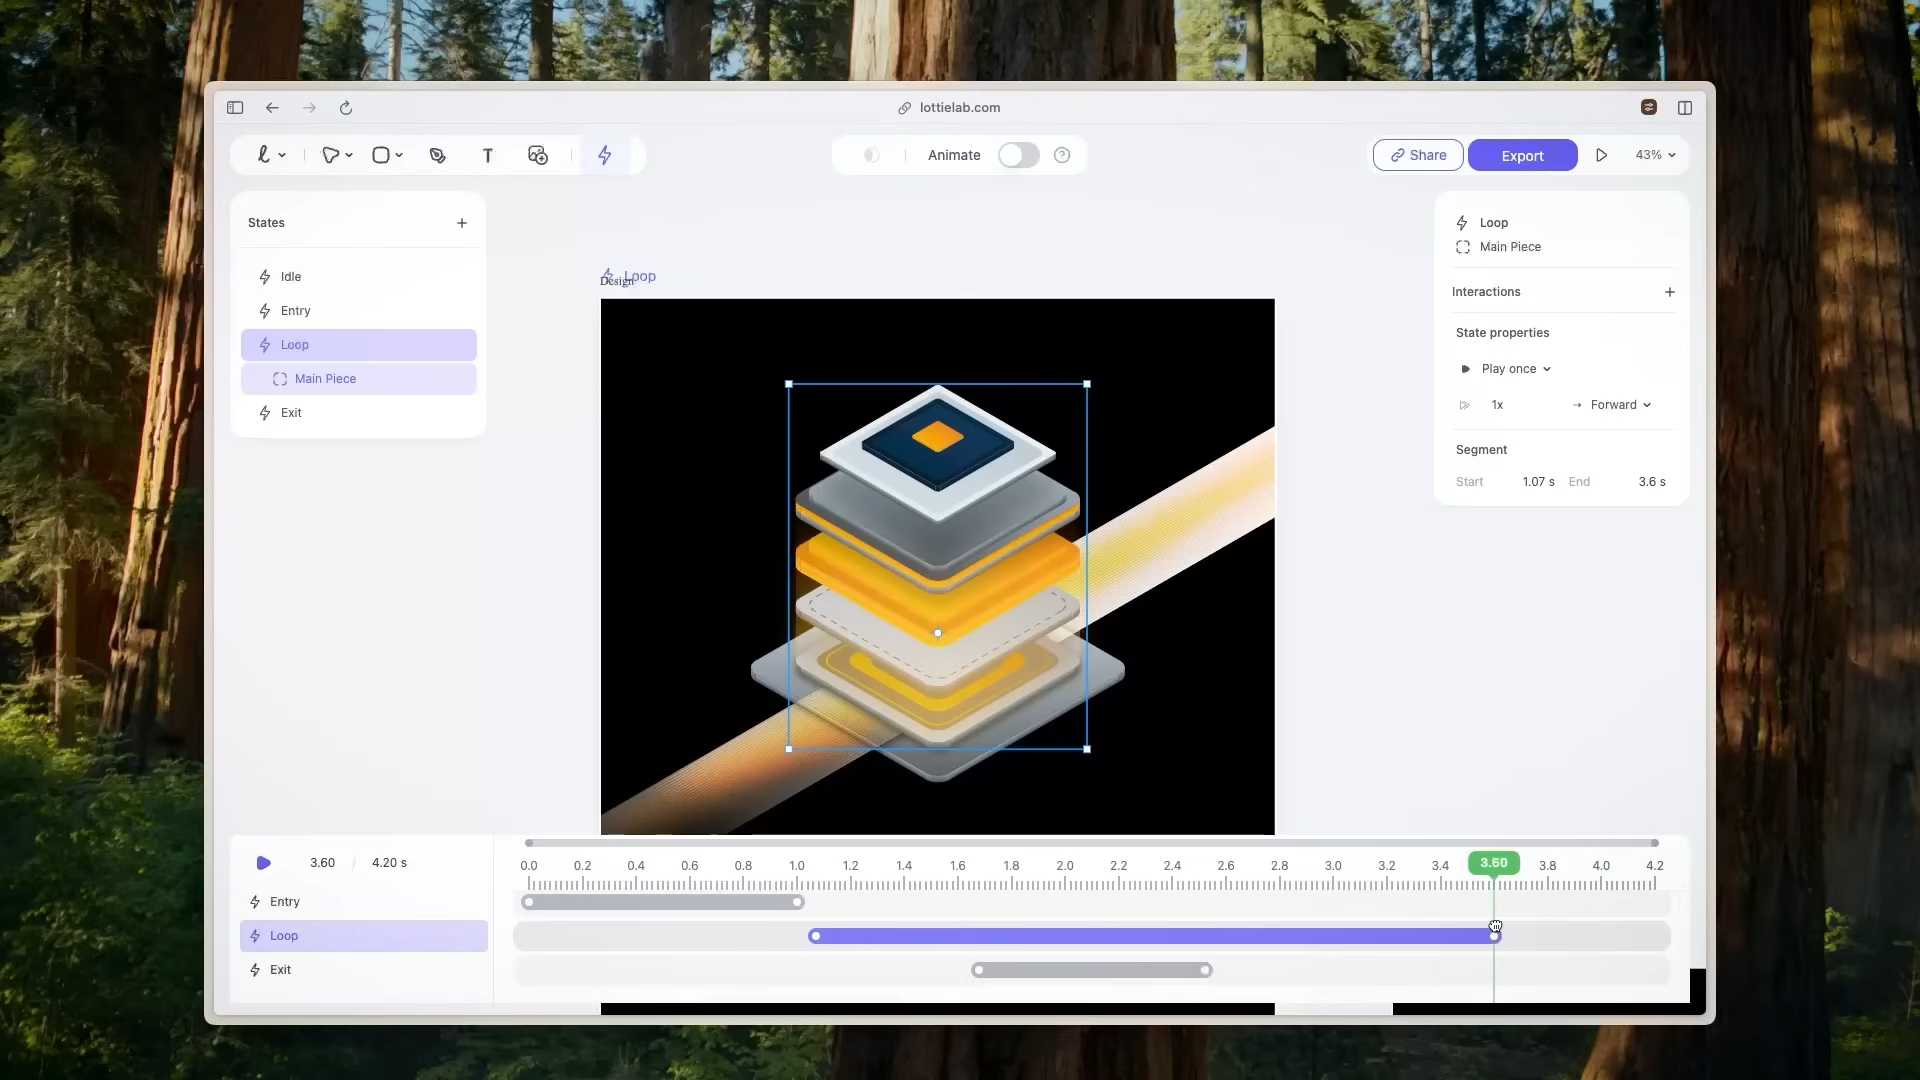 lottielab.com
T
Animate
Share
Export
43%
States
Idle
Entry
Loop
Main Piece
Exit
Loop
Design
Loop
Main Piece
Interactions
State properties
Play once
1x
Forward
Segment
Start 1.07 s End 3.6 s
3.60 / 4.20 s
0.0 0.2 0.4 0.6 0.8 1.0 1.2 1.4 1.6 1.8 2.0 2.2 2.4 2.6 2.8 3.0 3.2 3.4 3.60 3.8 4.0 4.2
Entry
Loop
Exit